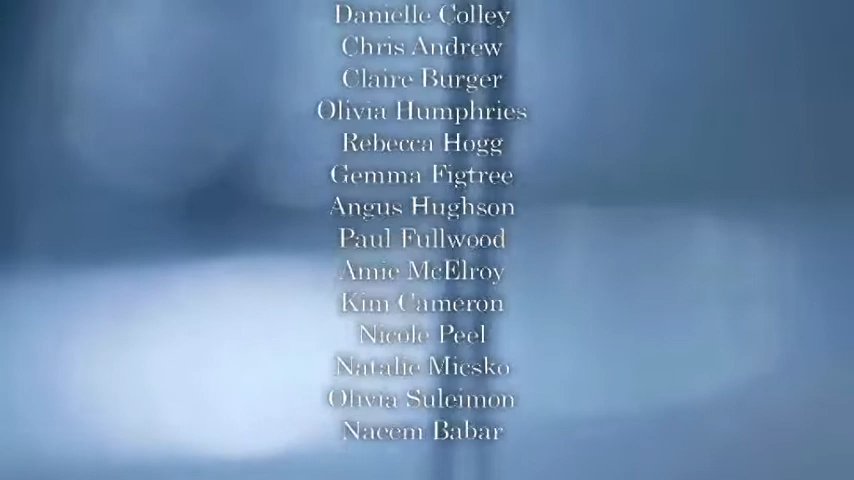 Danielle Colley
Chris Andrew
Claire Burger
Olivia Humphries
Rebecca Hogg
Gemma Figtree
Angus Hughson
Paul Fullwood
Amie McElroy
Kim Cameron
Nicole Peel
Natalie Micsko
Olivia Suleimon
Naeem Babar